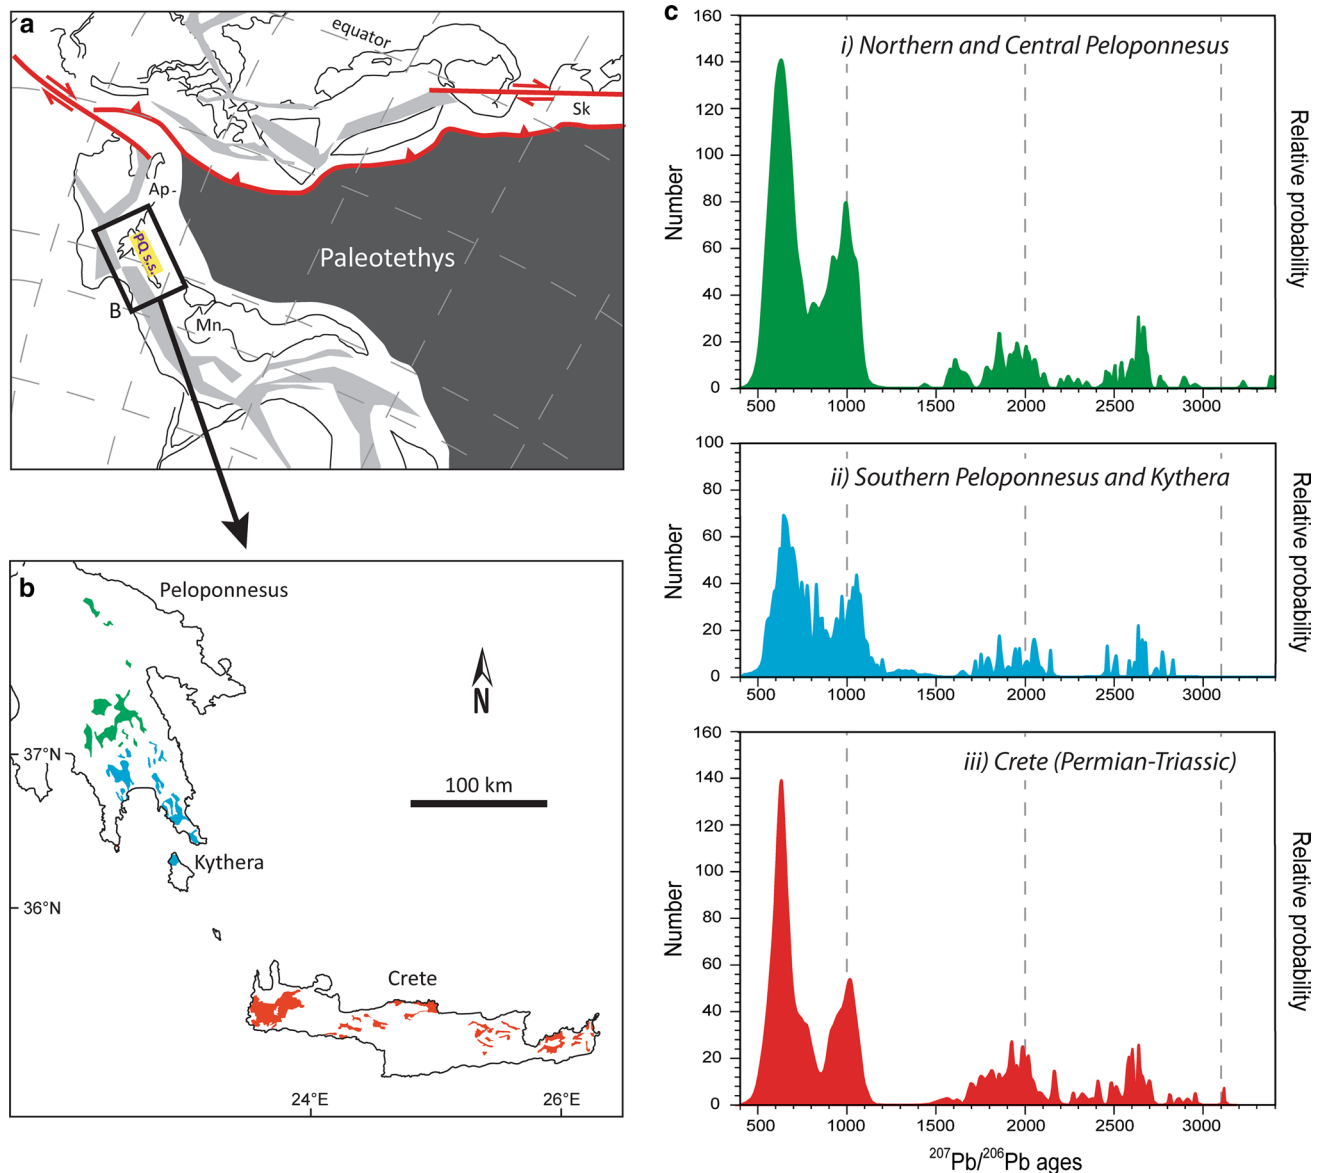 a
equator
Sk
Ap
PQ s.s.
Paleotethys
B
Mn
b
Peloponnesus
N
37°N
100 km
Kythera
36°N
Crete
24°E
26°E
c
i) Northern and Central Peloponnesus
160
140
120
100
80
60
40
20
0
Number
Relative probability
500 1000 1500 2000 2500 3000
ii) Southern Peloponnesus and Kythera
100
80
60
40
20
0
Number
Relative probability
500 1000 1500 2000 2500 3000
iii) Crete (Permian-Triassic)
160
140
120
100
80
60
40
20
0
Number
Relative probability
500 1000 1500 2000 2500 3000
²⁰⁷Pb/²⁰⁶Pb ages